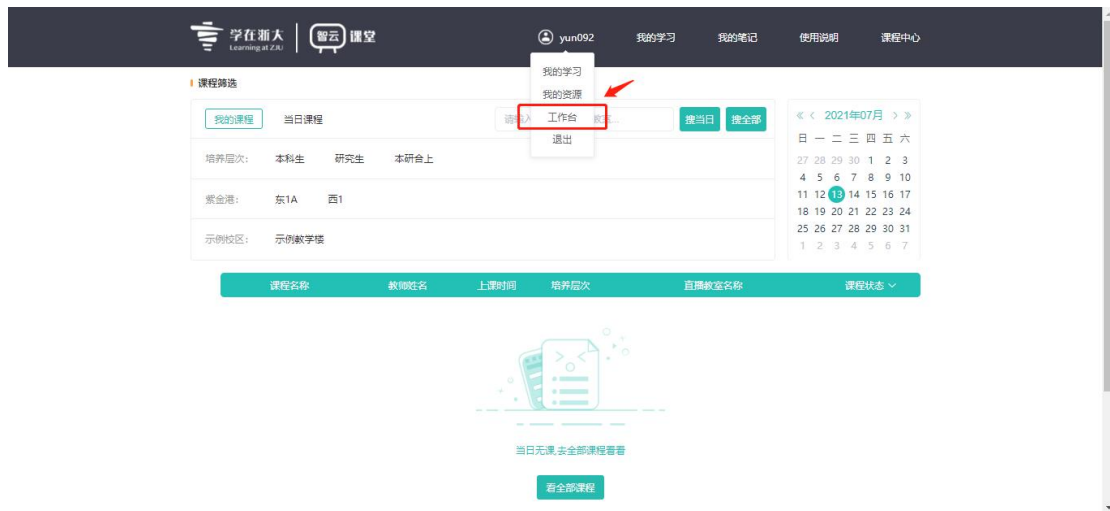 学在浙大 智云 课堂 yun092 我的学习 我的笔记 使用说明 课程中心
Learning at ZJU
我的学习
我的资源
工作台
退出
课程筛选
我的课程 当日课程 搜当日 搜全部
培养层次: 本科生 研究生 本研合上
紫金港: 东1A 西1
示例校区: 示例教学楼
« < 2021年07月 > »
日 一 二 三 四 五 六
27 28 29 30 1 2 3
4 5 6 7 8 9 10
11 12 13 14 15 16 17
18 19 20 21 22 23 24
25 26 27 28 29 30 31
1 2 3 4 5 6 7
课程名称 教师姓名 上课时间 培养层次 直播教室名称 课程状态
当日无课,去全部课程看看
看全部课程